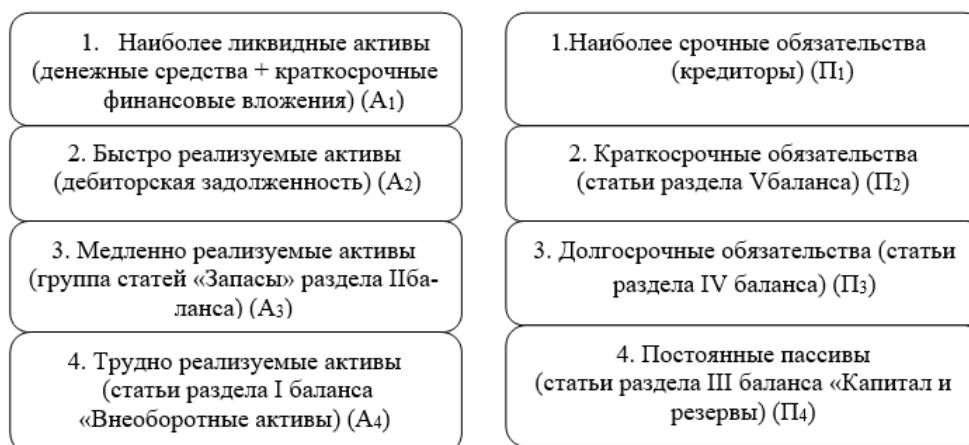 1. Наиболее ликвидные активы
(денежные средства + краткосрочные
финансовые вложения) (А₁)
2. Быстро реализуемые активы
(дебиторская задолженность) (А₂)
3. Медленно реализуемые активы
(группа статей «Запасы» раздела IIба-
ланса) (А₃)
4. Трудно реализуемые активы
(статьи раздела I баланса
«Внеоборотные активы) (А₄)
1.Наиболее срочные обязательства
(кредиторы) (П₁)
2. Краткосрочные обязательства
(статьи раздела Vбаланса) (П₂)
3. Долгосрочные обязательства (статьи
раздела IV баланса) (П₃)
4. Постоянные пассивы
(статьи раздела III баланса «Капитал и
резервы) (П₄)